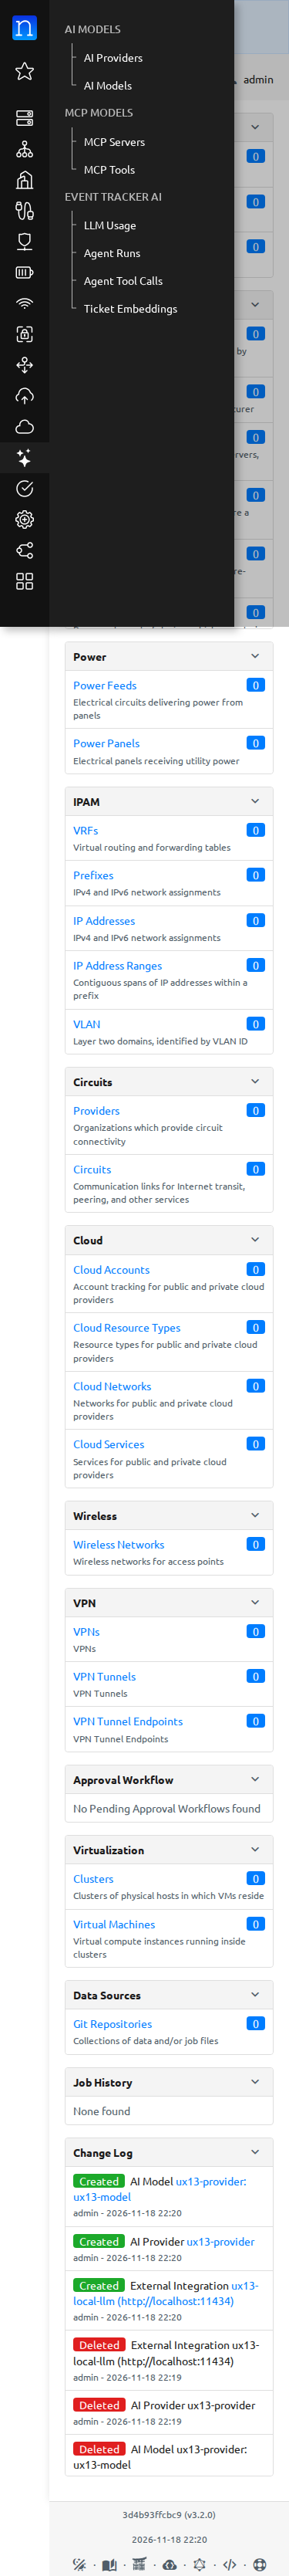 n
AI MODELS
AI Providers
AI Models
MCP MODELS
MCP Servers
MCP Tools
EVENT TRACKER AI
LLM Usage
Agent Runs
Agent Tool Calls
Ticket Embeddings
admin
0
0
0
0
by
0
turer
0
ervers,
0
re a
0
re-
0
Power
Power Feeds 0
Electrical circuits delivering power from
panels
Power Panels 0
Electrical panels receiving utility power
IPAM
VRFs 0
Virtual routing and forwarding tables
Prefixes 0
IPv4 and IPv6 network assignments
IP Addresses 0
IPv4 and IPv6 network assignments
IP Address Ranges 0
Contiguous spans of IP addresses within a
prefix
VLAN 0
Layer two domains, identified by VLAN ID
Circuits
Providers 0
Organizations which provide circuit
connectivity
Circuits 0
Communication links for Internet transit,
peering, and other services
Cloud
Cloud Accounts 0
Account tracking for public and private cloud
providers
Cloud Resource Types 0
Resource types for public and private cloud
providers
Cloud Networks 0
Networks for public and private cloud
providers
Cloud Services 0
Services for public and private cloud
providers
Wireless
Wireless Networks 0
Wireless networks for access points
VPN
VPNs 0
VPNs
VPN Tunnels 0
VPN Tunnels
VPN Tunnel Endpoints 0
VPN Tunnel Endpoints
Approval Workflow
No Pending Approval Workflows found
Virtualization
Clusters 0
Clusters of physical hosts in which VMs reside
Virtual Machines 0
Virtual compute instances running inside
clusters
Data Sources
Git Repositories 0
Collections of data and/or job files
Job History
None found
Change Log
Created AI Model ux13-provider:
ux13-model
admin - 2026-11-18 22:20
Created AI Provider ux13-provider
admin - 2026-11-18 22:20
Created External Integration ux13-
local-llm (http://localhost:11434)
admin - 2026-11-18 22:20
Deleted External Integration ux13-
local-llm (http://localhost:11434)
admin - 2026-11-18 22:19
Deleted AI Provider ux13-provider
admin - 2026-11-18 22:19
Deleted AI Model ux13-provider:
ux13-model
3d4b93ffcbc9 (v3.2.0)
2026-11-18 22:20